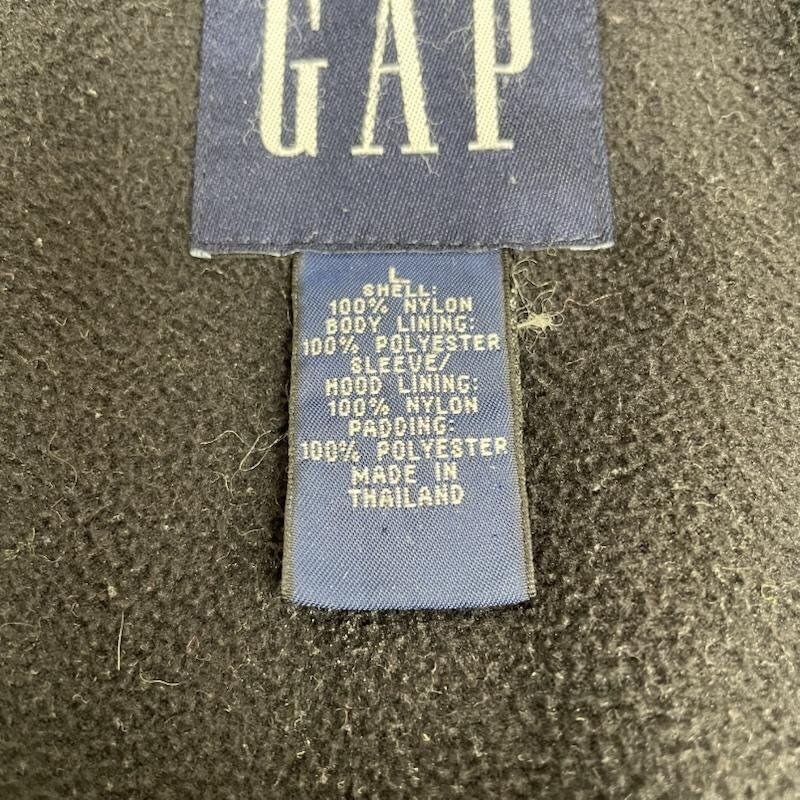 GAP
L
SHELL:
100% NYLON
BODY LINING:
100% POLYESTER
SLEEVE/
HOOD LINING:
100% NYLON
PADDING:
100% POLYESTER
MADE IN
THAILAND